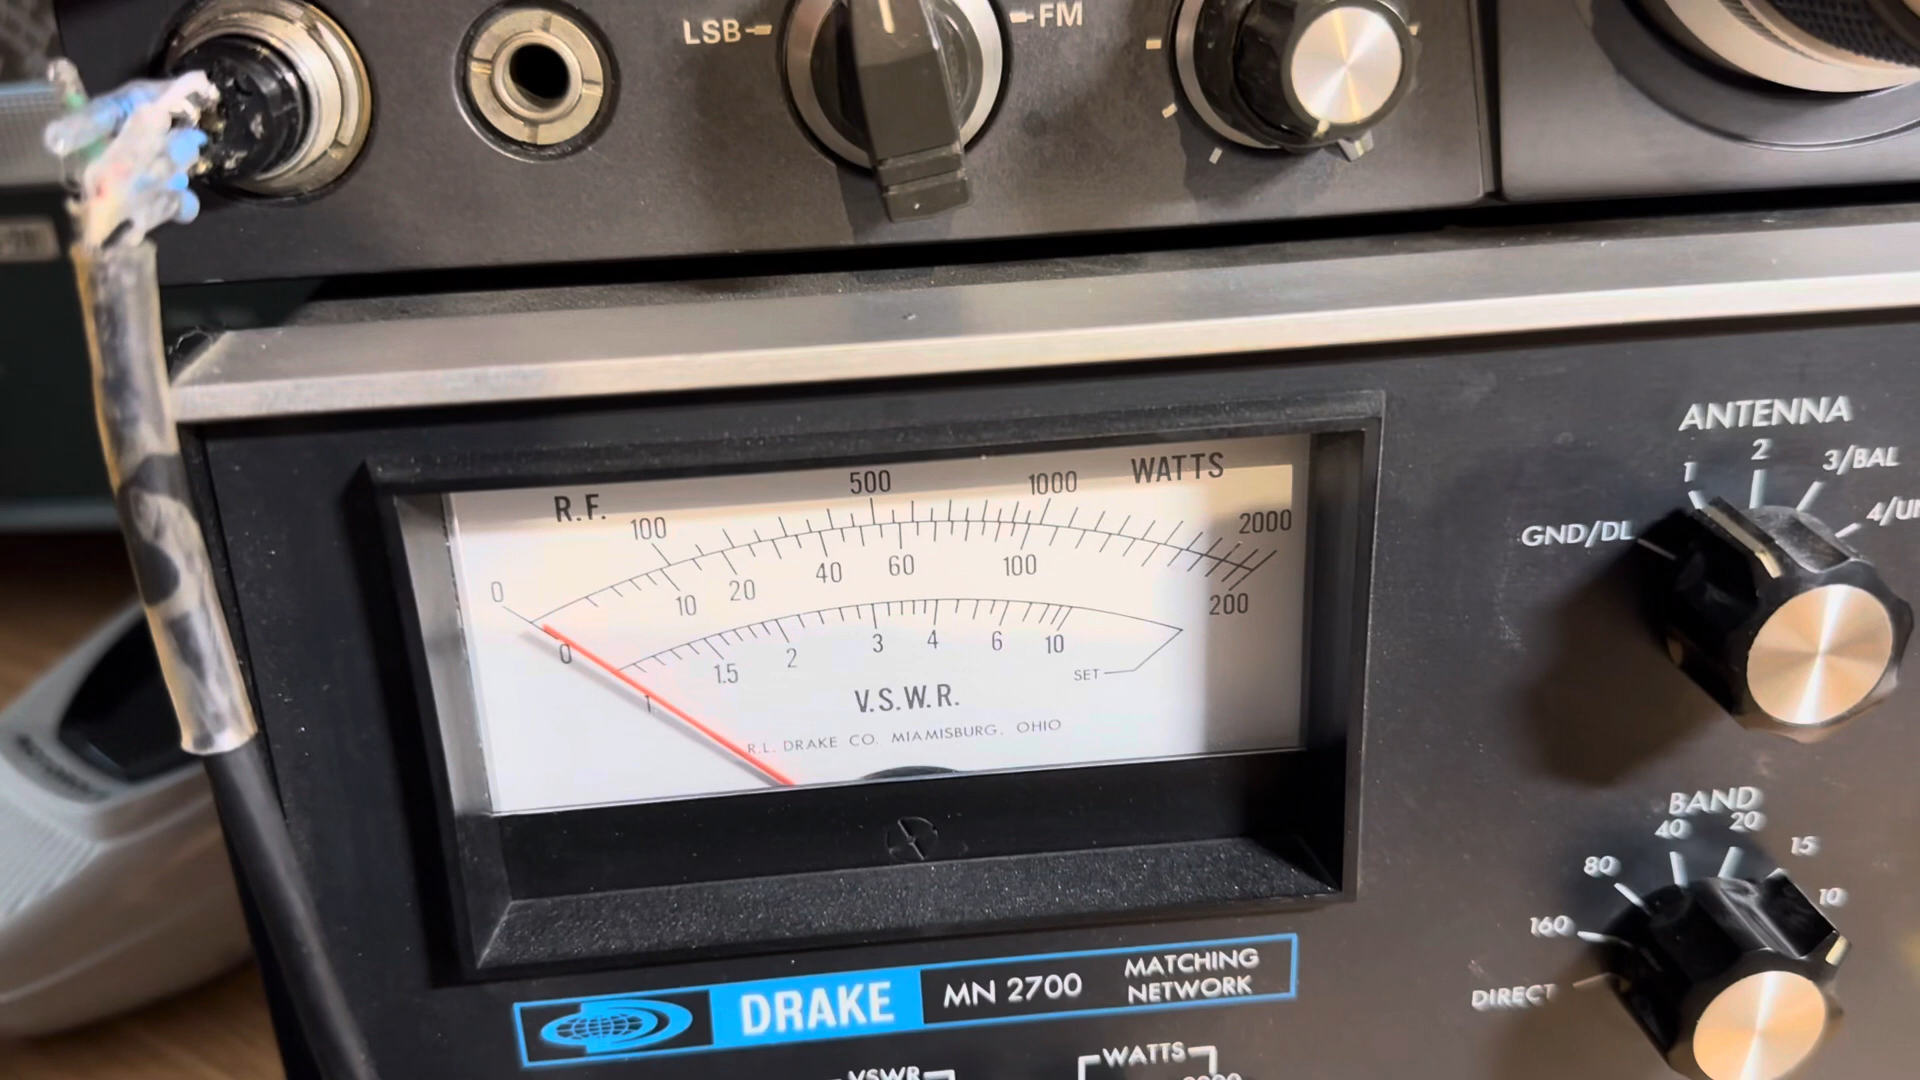 LSB
FM
R.F.
WATTS
0 100 500 1000 2000
0 10 20 40 60 100 200
1 1.5 2 3 4 6 10
SET
V.S.W.R.
R.L. DRAKE CO. MIAMISBURG, OHIO
DRAKE
MN 2700
MATCHING
NETWORK
VSWR
WATTS
ANTENNA
GND/DL
1
2
3/BAL
BAND
DIRECT
160
80
40
20
15
10